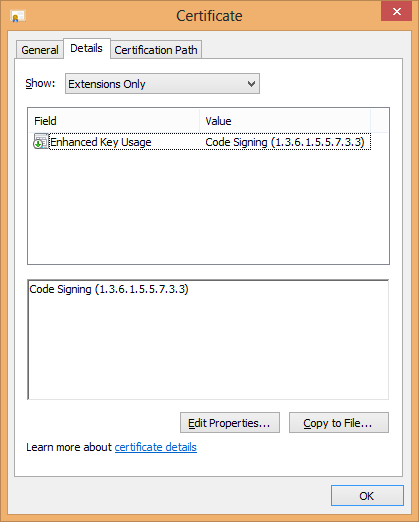 Certificate
General Details Certification Path
Show: Extensions Only
Field Value
Enhanced Key Usage Code Signing (1.3.6.1.5.5.7.3.3)
Code Signing (1.3.6.1.5.5.7.3.3)
Edit Properties... Copy to File...
Learn more about certificate details
OK